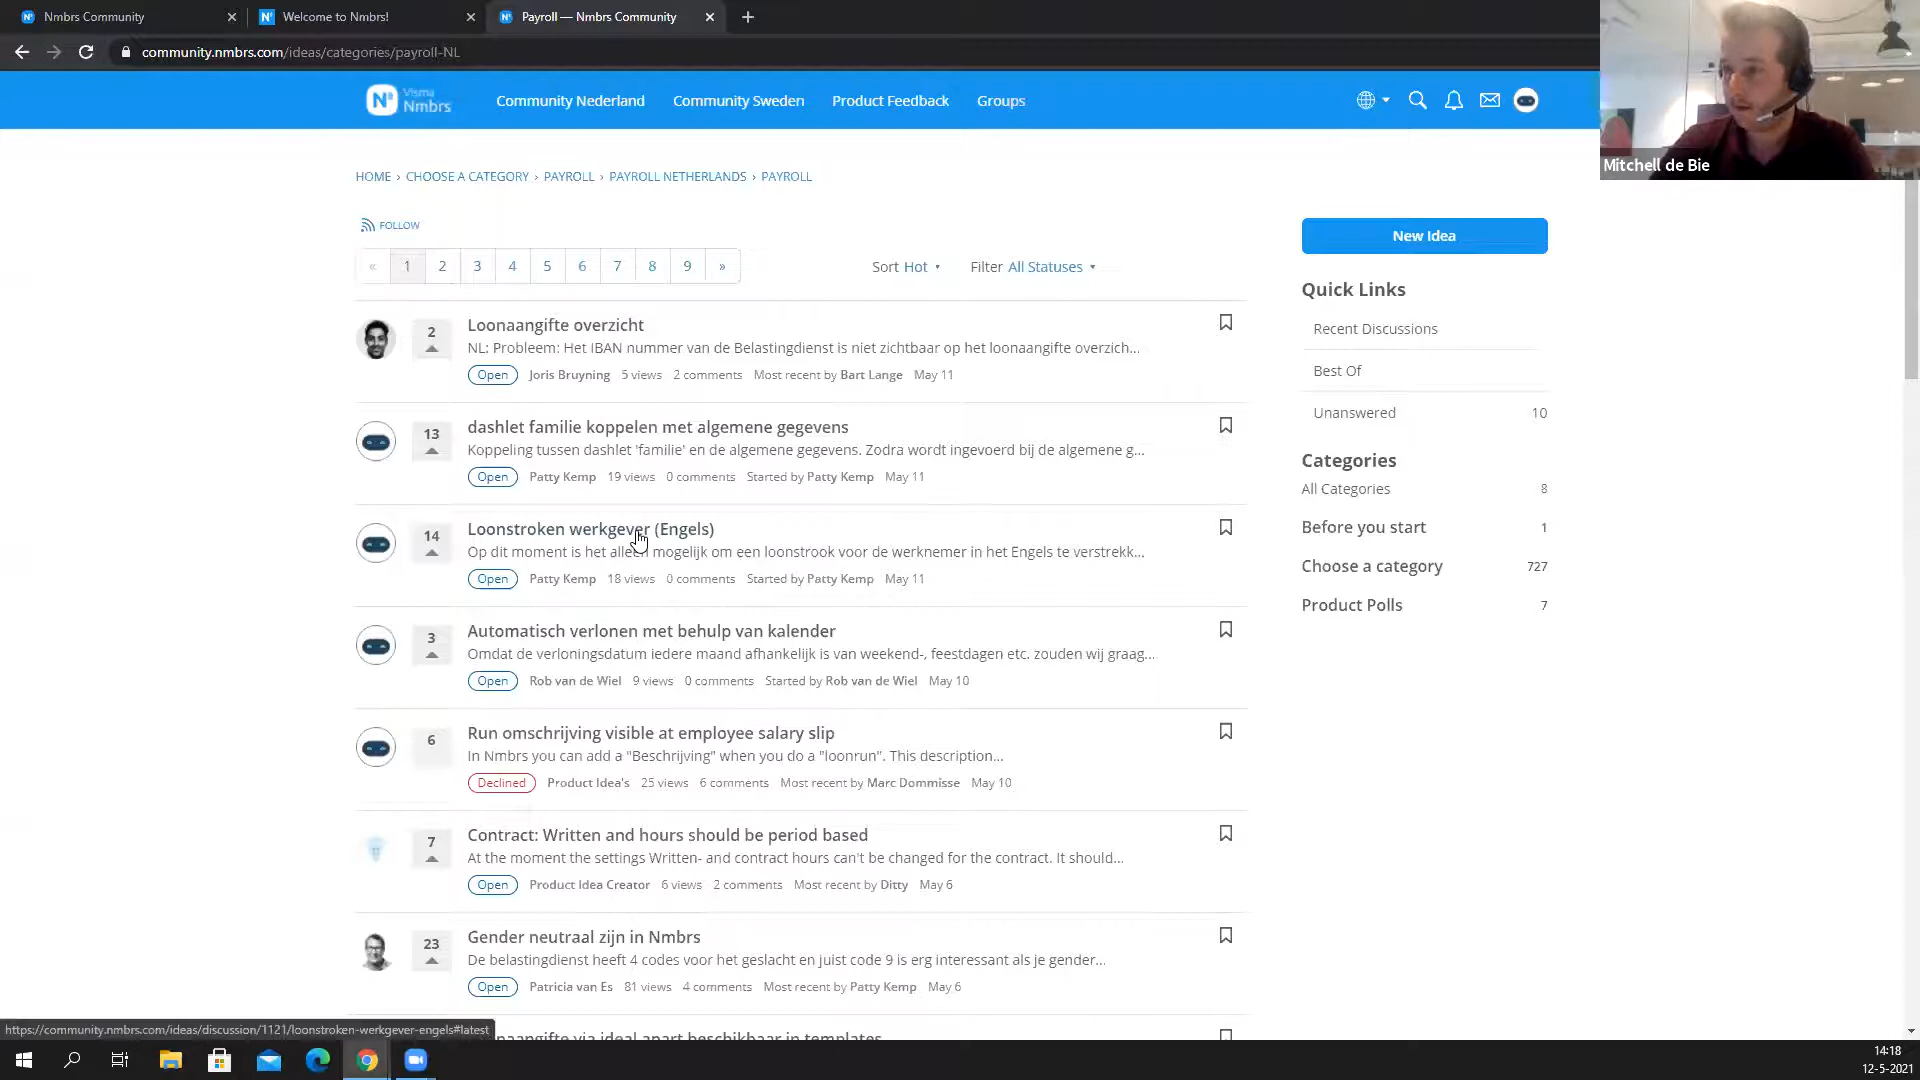 Nmbrs Community
Welcome to Nmbrs!
Payroll — Nmbrs Community
community.nmbrs.com/ideas/categories/payroll-NL
Visma Nmbrs
Community Nederland
Community Sweden
Product Feedback
Groups
Mitchell de Bie
HOME › CHOOSE A CATEGORY › PAYROLL › PAYROLL NETHERLANDS › PAYROLL
FOLLOW
« 1 2 3 4 5 6 7 8 9 »
Sort Hot
Filter All Statuses
New Idea
Quick Links
Recent Discussions
Best Of
Unanswered 10
Categories
All Categories 8
Before you start 1
Choose a category 727
Product Polls 7
2
Loonaangifte overzicht
NL: Probleem: Het IBAN nummer van de Belastingdienst is niet zichtbaar op het loonaangifte overzich...
Open Joris Bruyning 5 views 2 comments Most recent by Bart Lange May 11
13
dashlet familie koppelen met algemene gegevens
Koppeling tussen dashlet 'familie' en de algemene gegevens. Zodra wordt ingevoerd bij de algemene g...
Open Patty Kemp 19 views 0 comments Started by Patty Kemp May 11
14
Loonstroken werkgever (Engels)
Op dit moment is het alleen mogelijk om een loonstrook voor de werknemer in het Engels te verstrekk...
Open Patty Kemp 18 views 0 comments Started by Patty Kemp May 11
3
Automatisch verlonen met behulp van kalender
Omdat de verloningsdatum iedere maand afhankelijk is van weekend-, feestdagen etc. zouden wij graag...
Open Rob van de Wiel 9 views 0 comments Started by Rob van de Wiel May 10
6
Run omschrijving visible at employee salary slip
In Nmbrs you can add a "Beschrijving" when you do a "loonrun". This description...
Declined Product Idea's 25 views 6 comments Most recent by Marc Dommisse May 10
7
Contract: Written and hours should be period based
At the moment the settings Written- and contract hours can't be changed for the contract. It should...
Open Product Idea Creator 6 views 2 comments Most recent by Ditty May 6
23
Gender neutraal zijn in Nmbrs
De belastingdienst heeft 4 codes voor het geslacht en juist code 9 is erg interessant als je gender...
Open Patricia van Es 81 views 4 comments Most recent by Patty Kemp May 6
via ideal apart beschikbaar in templates
https://community.nmbrs.com/ideas/discussion/1121/loonstroken-werkgever-engels#latest
14:18
12-5-2021